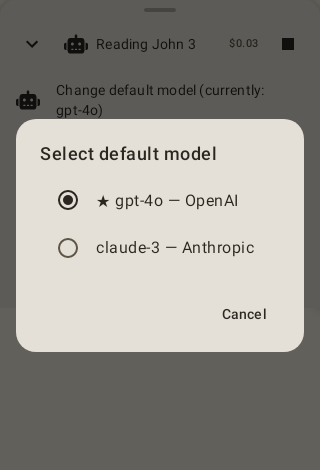 Reading John 3
$0.03
Change default model (currently:
gpt-4o)
Select default model
★ gpt-4o — OpenAI
claude-3 — Anthropic
Cancel